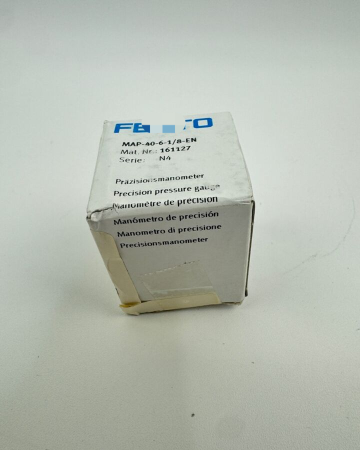 MAP-40-6-1/8-EN
Mat. Nr.: 161127
Serie: N4
Präzisionsmanometer
Precision pressure gauge
Manomètre de précision
Manómetro de precisión
Manometro di precisione
Precisionsmanometer